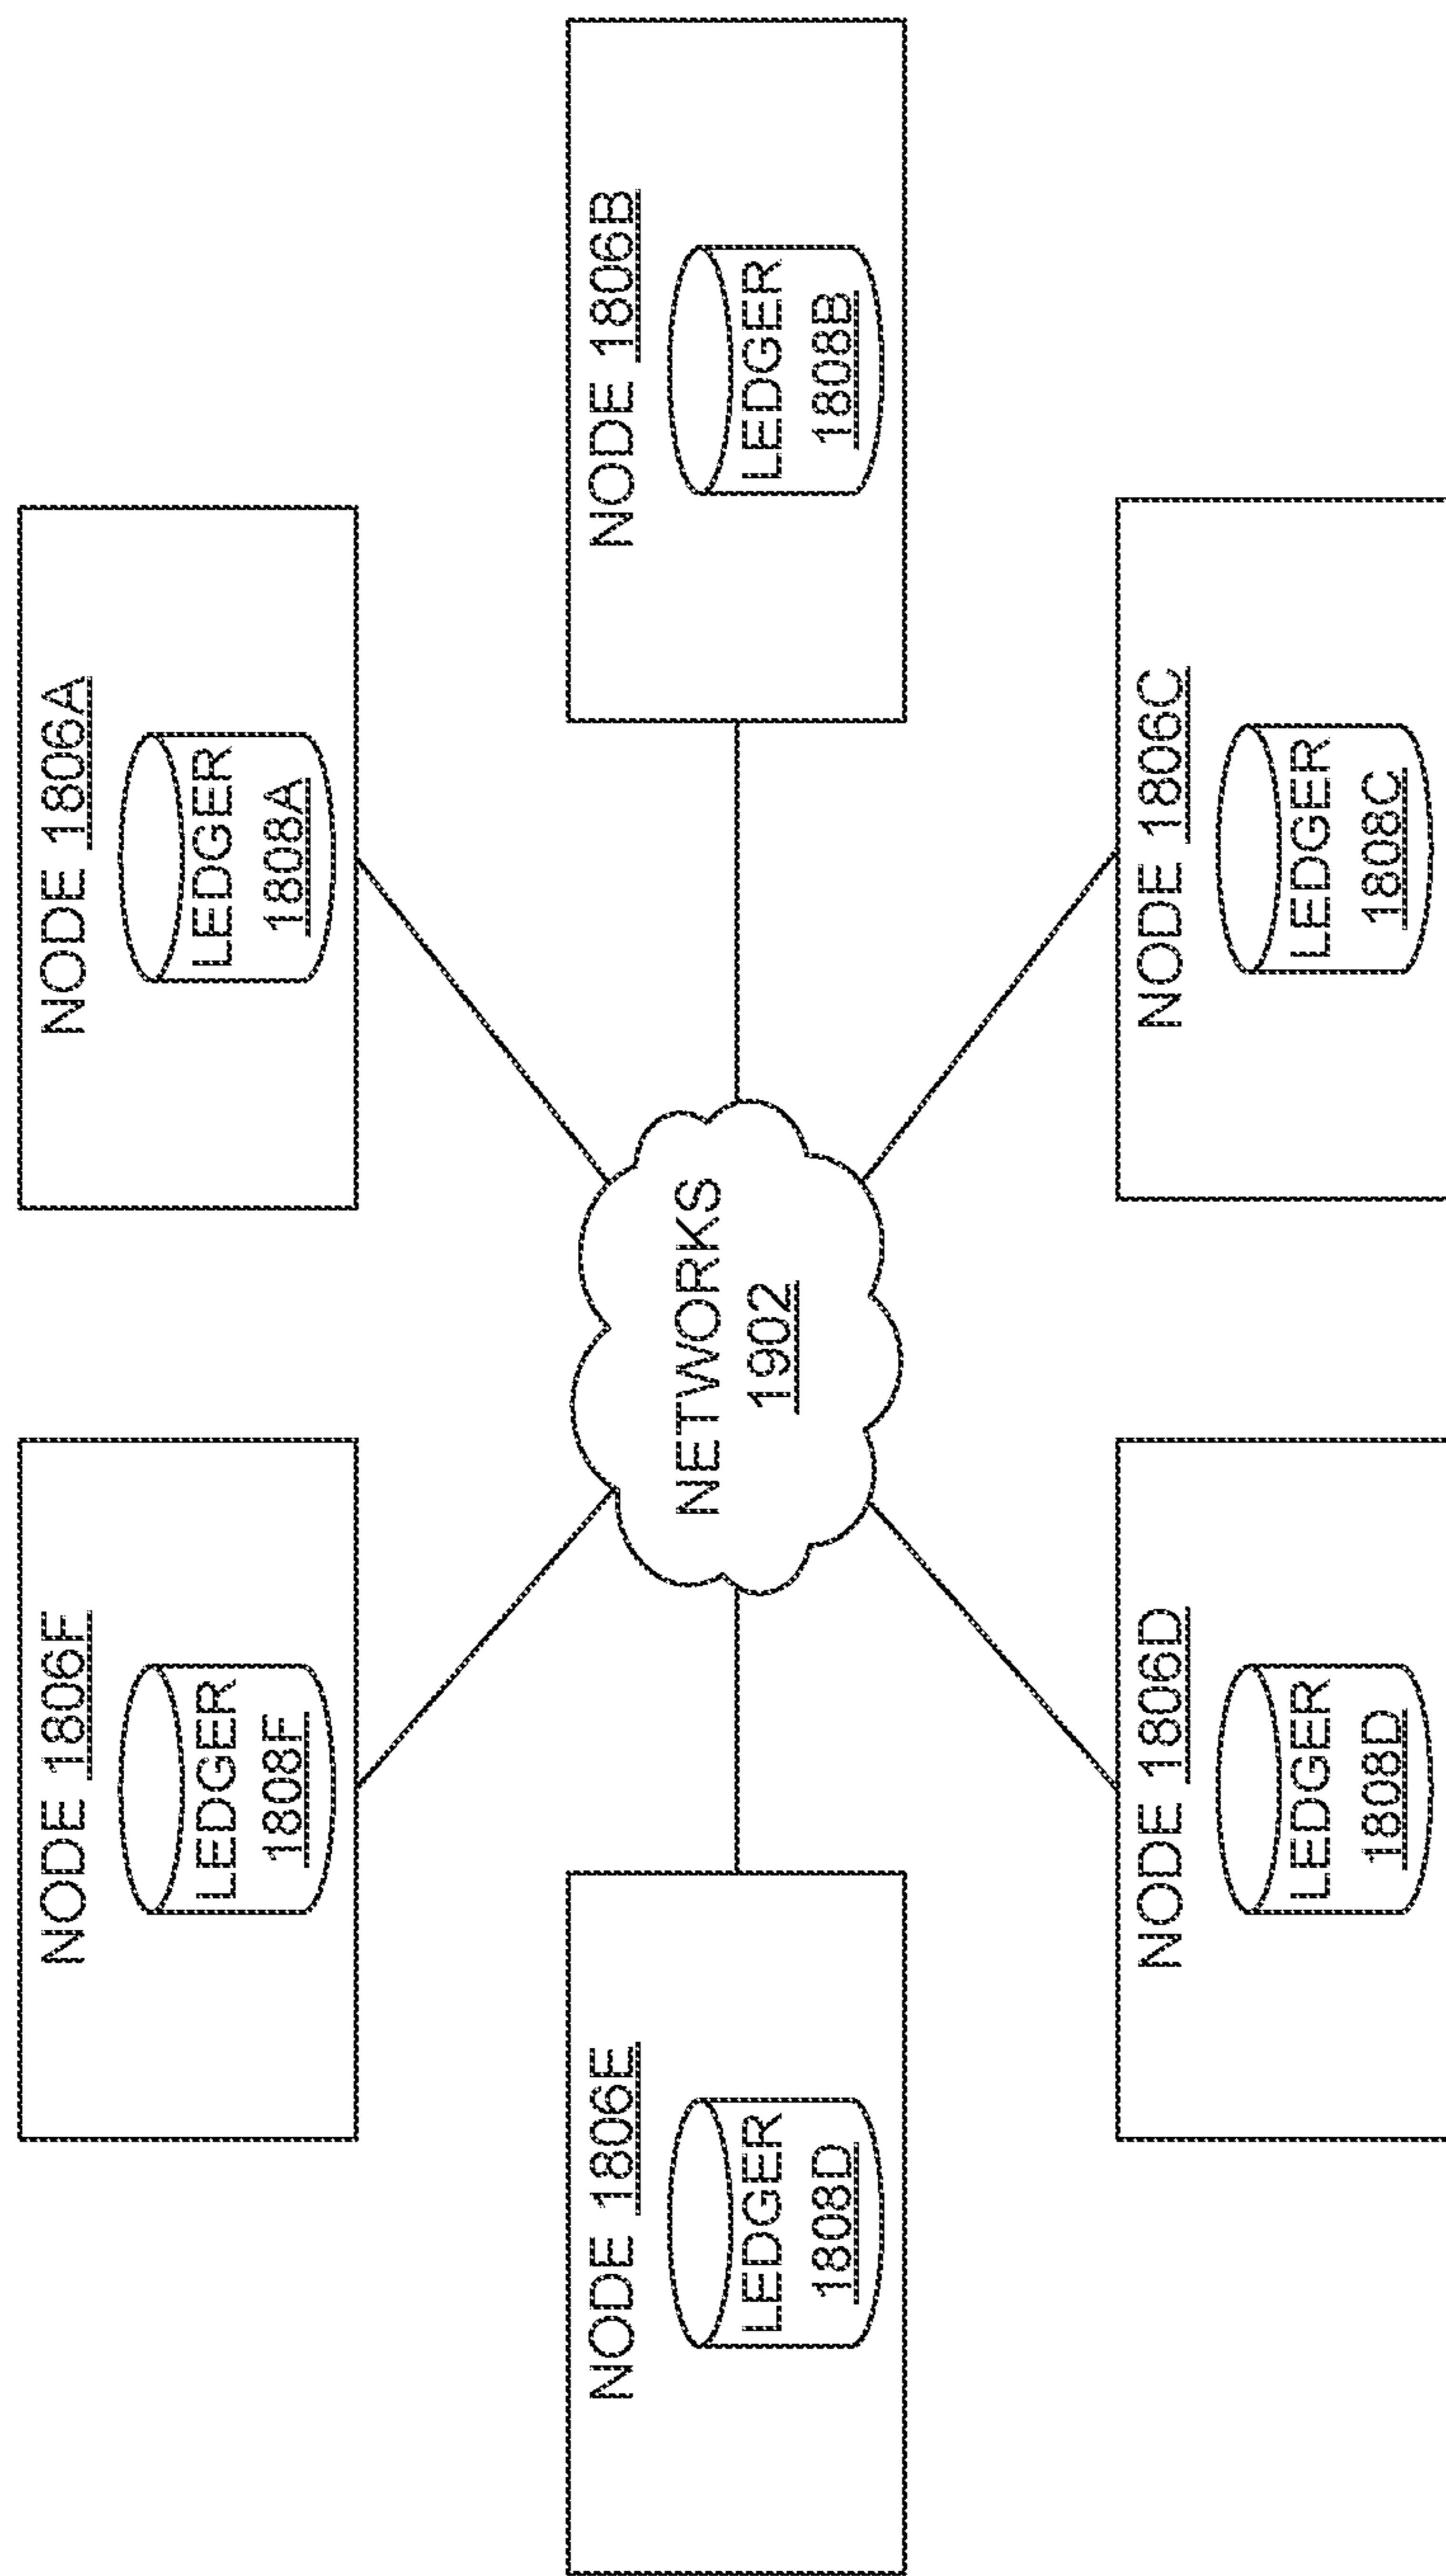 NODE 1806F
LEDGER
1808F
NODE 1806A
LEDGER
1808A
NODE 1806E
LEDGER
1808D
NETWORKS
1902
NODE 1806B
LEDGER
1808B
NODE 1806D
LEDGER
1808D
NODE 1806C
LEDGER
1808C